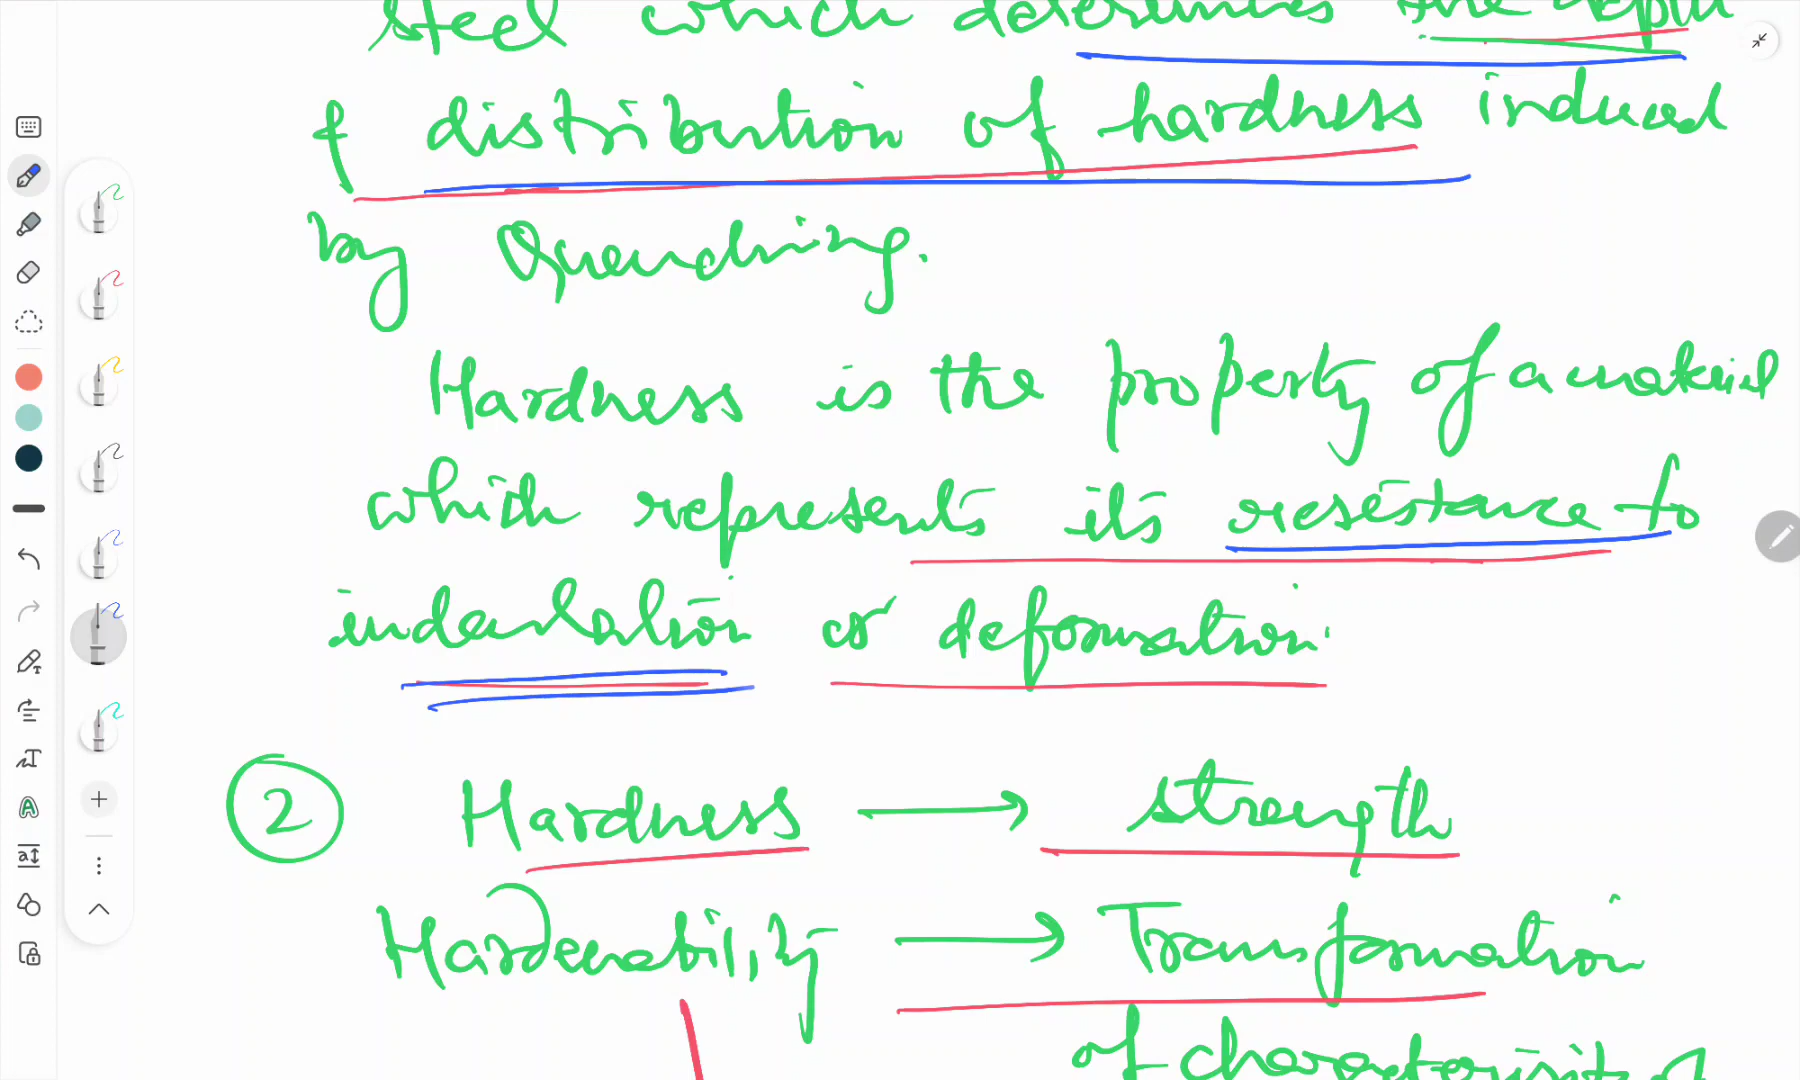 steel which determines the depth
& distribution of hardness induced
by Quenching.
Hardness is the property of a material
which represents its resistance to
indentation or deformation.
② Hardness → strength
Hardenability → Transformation
of characteristic of